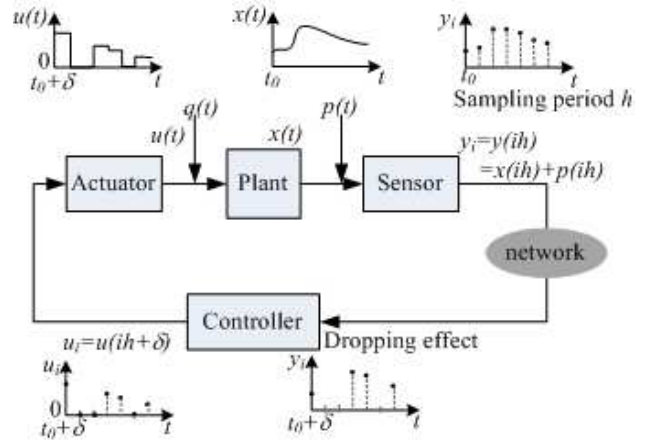 u(t)
0
t₀+δ
t
x(t)
t₀
t
yᵢ
t₀
t
Sampling period h
q(t)
u(t)
x(t)
p(t)
yᵢ=y(ih)
=x(ih)+p(ih)
Actuator
Plant
Sensor
network
Controller
Dropping effect
uᵢ=u(ih+δ)
uᵢ
0
t₀+δ
t
yᵢ
t₀+δ
t